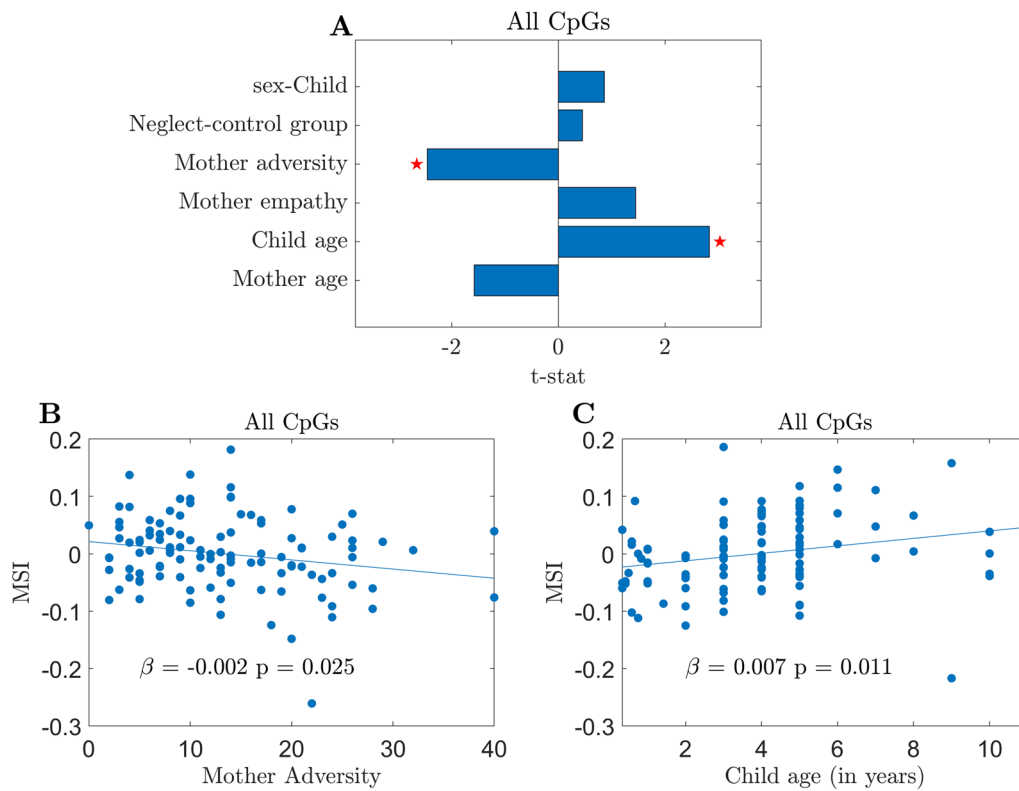 A
All CpGs
sex-Child
Neglect-control group
Mother adversity
Mother empathy
Child age
Mother age
-2 0 2
t-stat
B
All CpGs
0.2
0.1
0
-0.1
-0.2
-0.3
MSI
β = -0.002 p = 0.025
0 10 20 30 40
Mother Adversity
C
All CpGs
0.2
0.1
0
-0.1
-0.2
-0.3
MSI
β = 0.007 p = 0.011
2 4 6 8 10
Child age (in years)